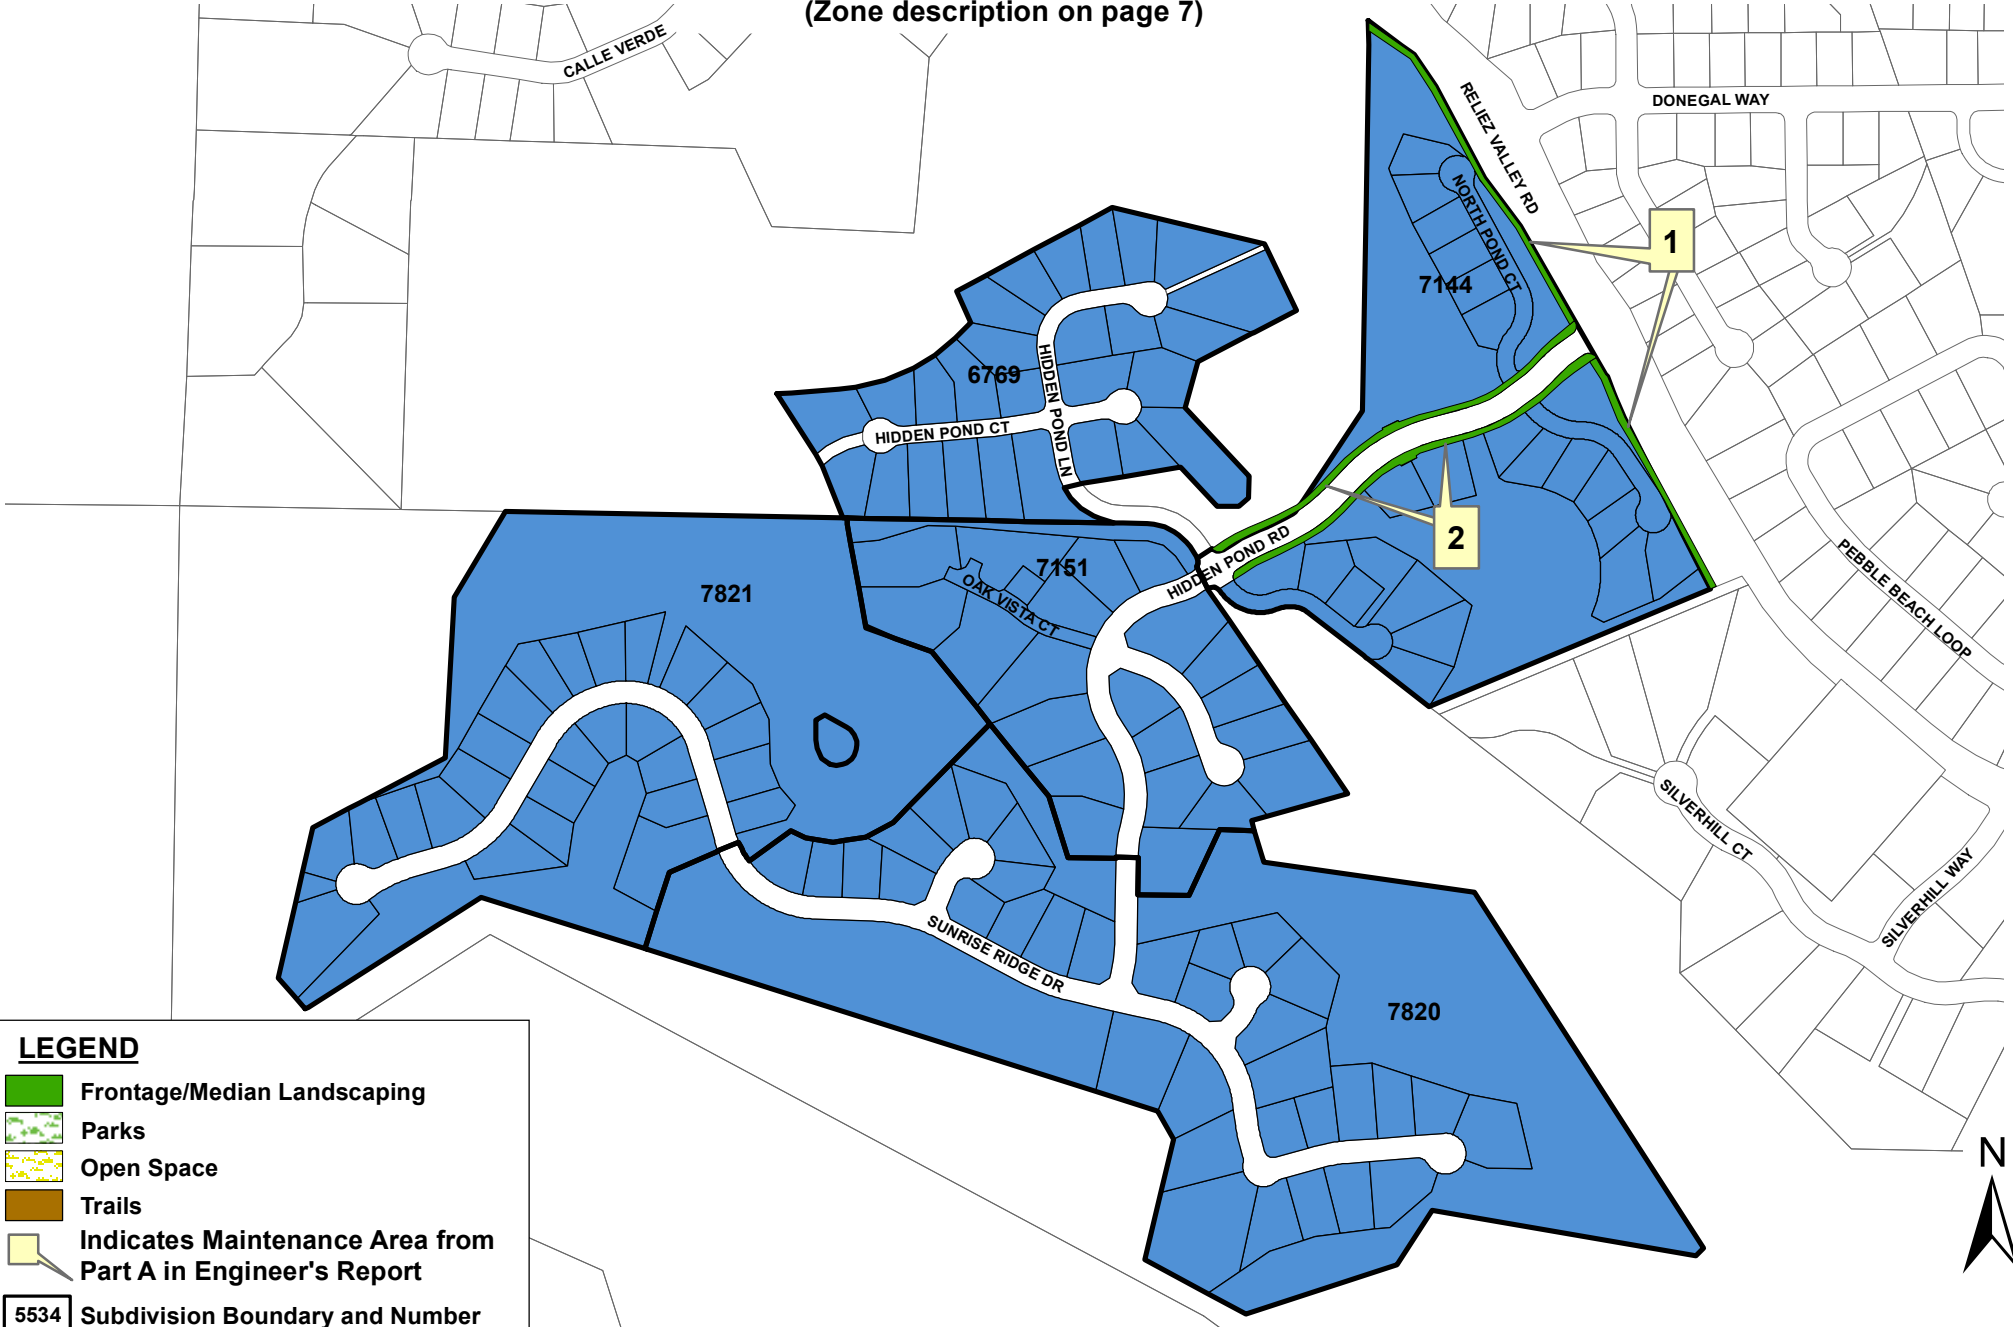 (Zone description on page 7)
CALLE VERDE
RELIEZ VALLEY RD
DONEGAL WAY
NORTH POND CT
1
7144
6769
HIDDEN POND LN
HIDDEN POND CT
2
HIDDEN POND RD
7151
OAK VISTA CT
7821
PEBBLE BEACH LOOP
SILVERHILL CT
SILVERHILL WAY
SUNRISE RIDGE DR
7820
LEGEND
Frontage/Median Landscaping
Parks
Open Space
Trails
Indicates Maintenance Area from
Part A in Engineer's Report
5534 Subdivision Boundary and Number
N